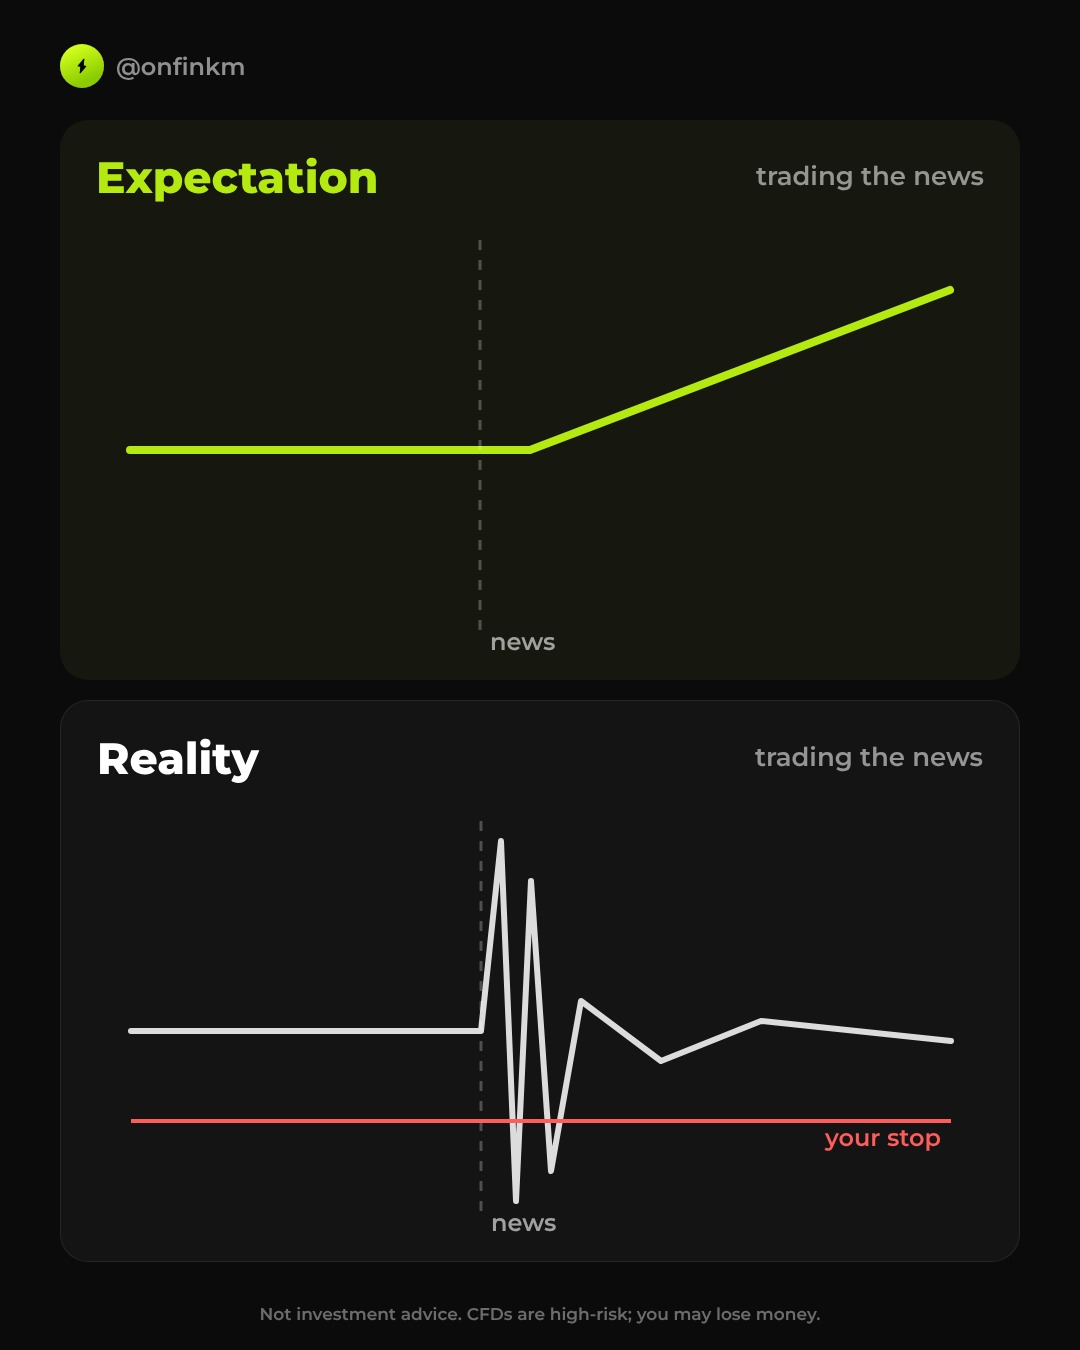 @onfinkm
Expectation
trading the news
news
Reality
trading the news
your stop
news
Not investment advice. CFDs are high-risk; you may lose money.